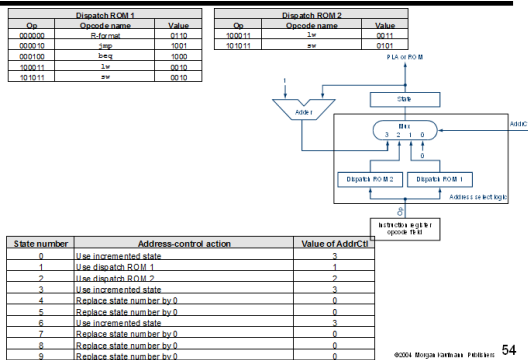 Dispatch ROM 1
Op Opcode name Value
000000 R-format 0110
000010 jmp 1001
000100 beq 1000
100011 lw 0010
101011 sw 0010
Dispatch ROM 2
Op Opcode name Value
100011 lw 0011
101011 sw 0101
PLA or ROM
State
1
Adder
Mux
3 2 1 0
AddrC
0
Dispatch ROM 2
Dispatch ROM 1
Address select logic
Op
Instruction register
opcode field
State number Address-control action Value of AddrCtl
0 Use incremented state 3
1 Use dispatch ROM 1 1
2 Use dispatch ROM 2 2
3 Use incremented state 3
4 Replace state number by 0 0
5 Replace state number by 0 0
6 Use incremented state 3
7 Replace state number by 0 0
8 Replace state number by 0 0
9 Replace state number by 0 0
©2004 Morgan Kaufmann Publishers 54